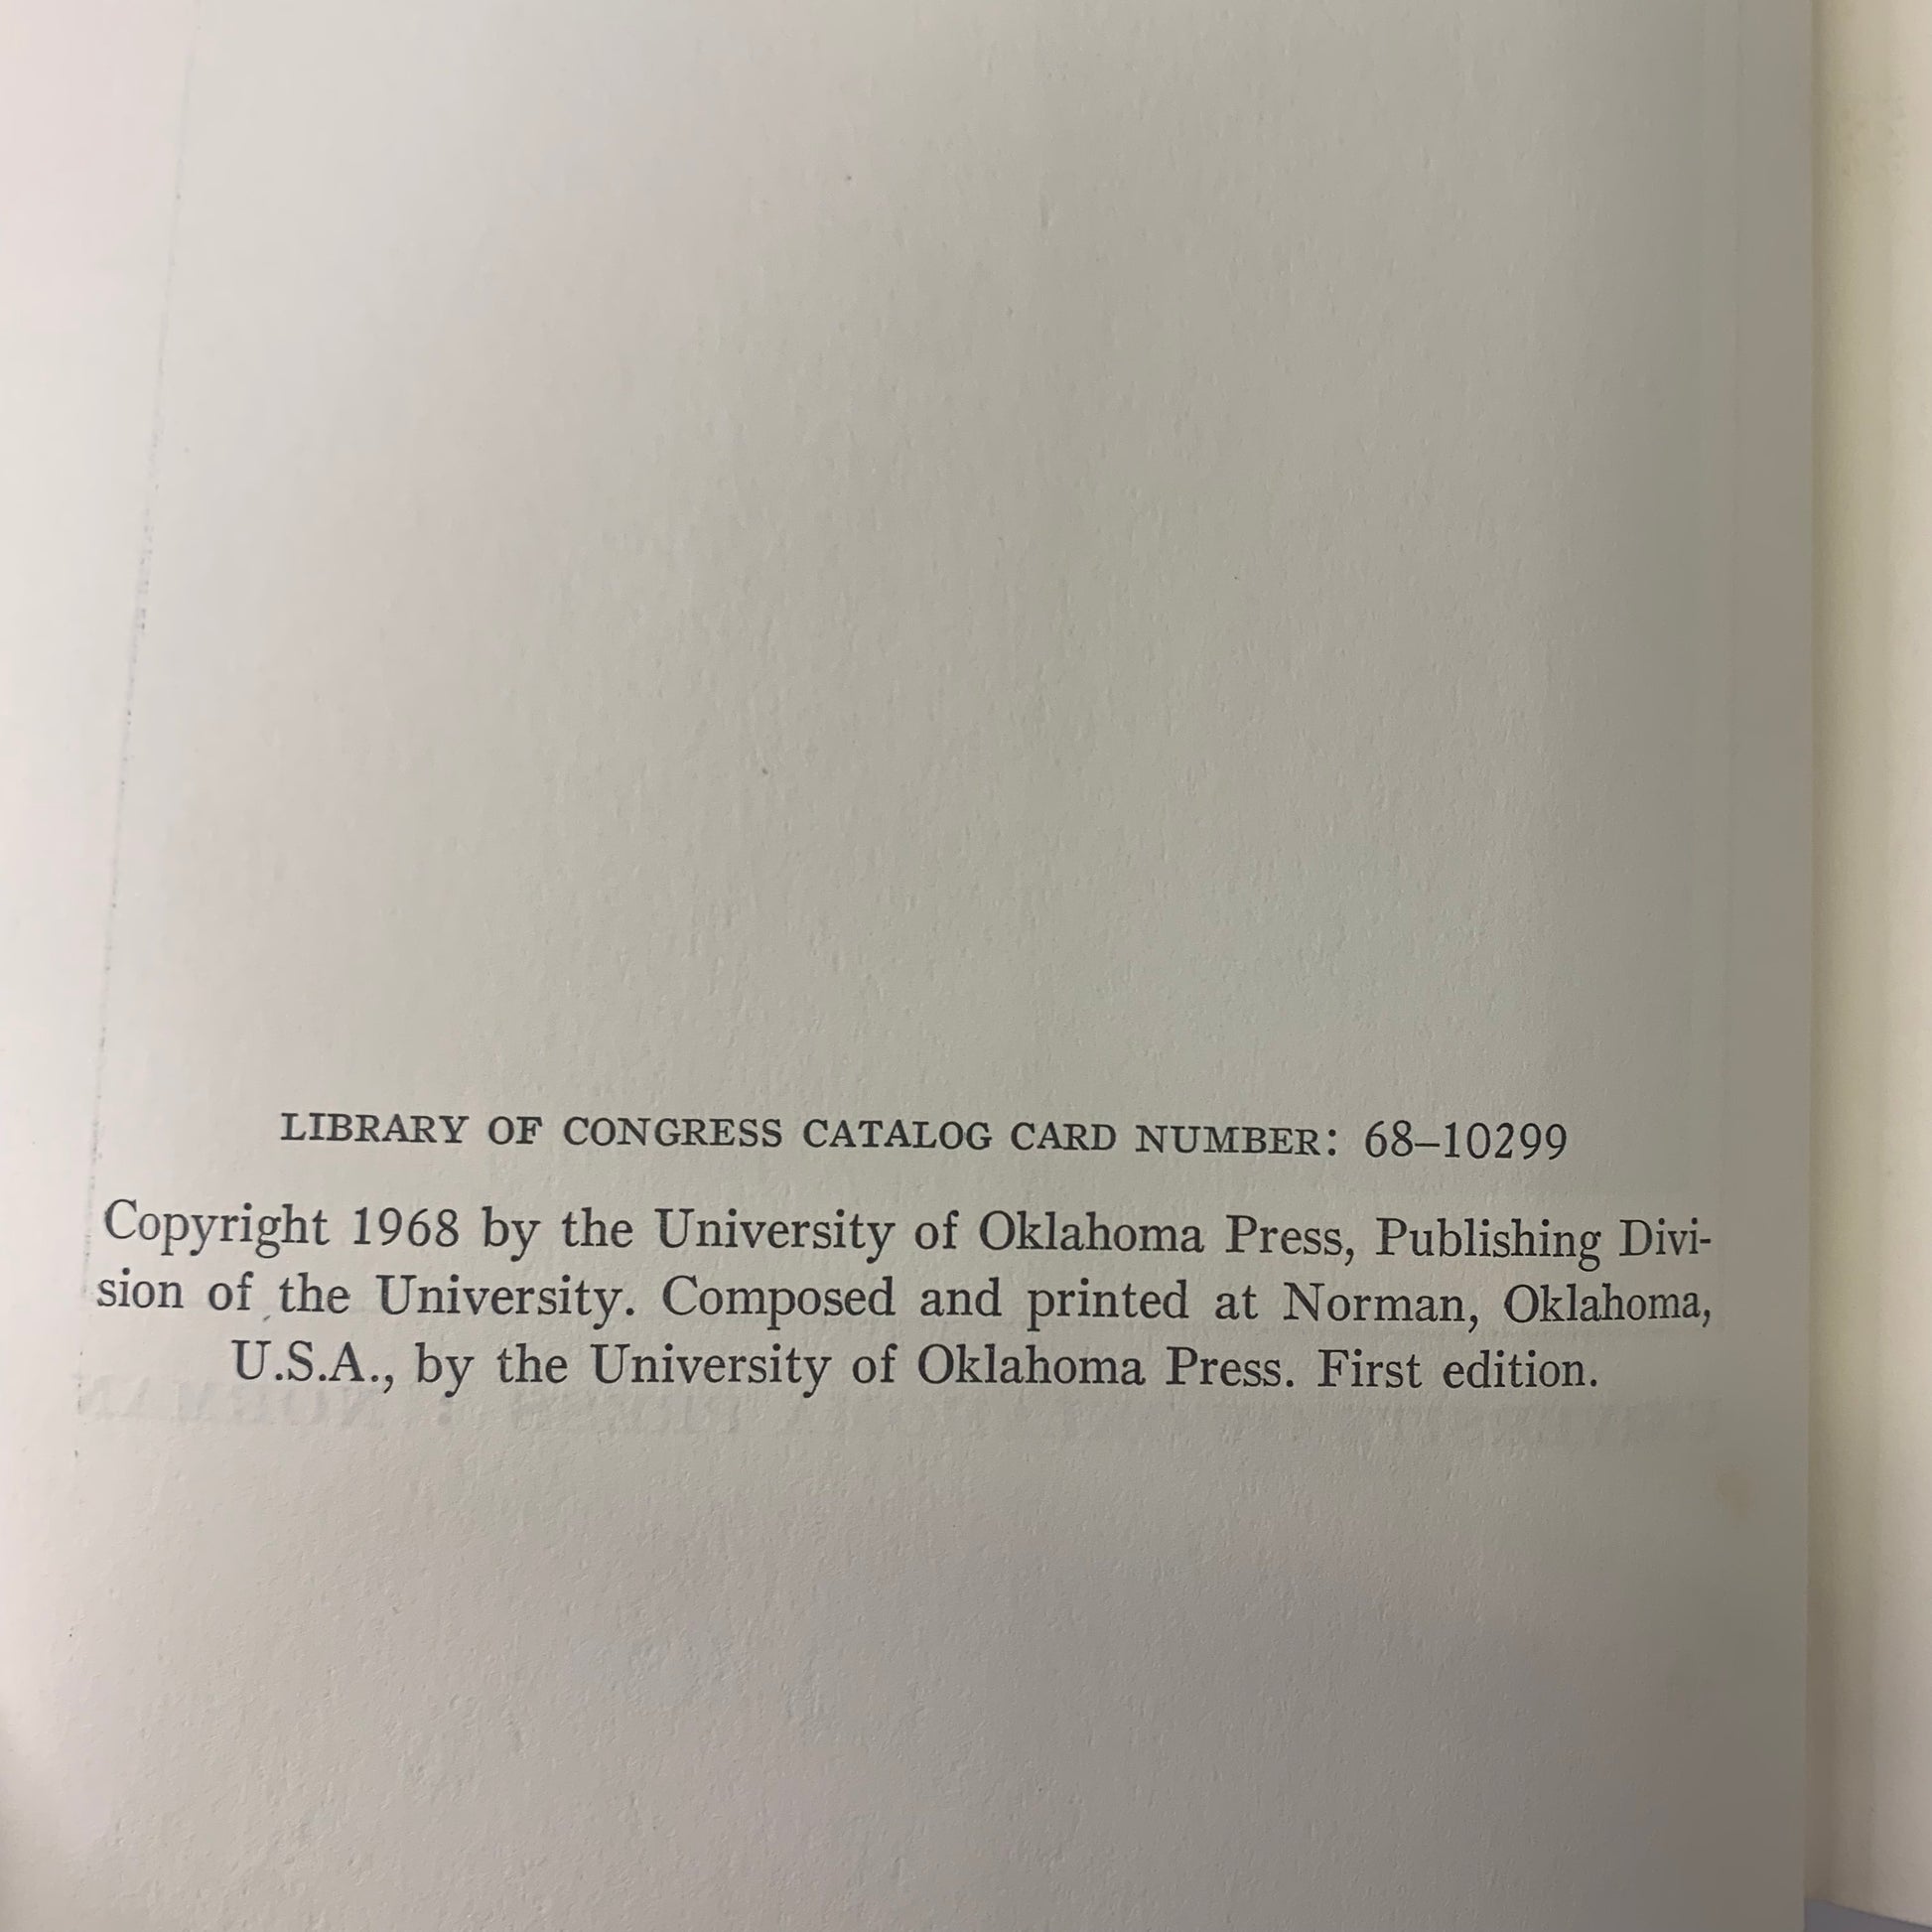 LIBRARY OF CONGRESS CATALOG CARD NUMBER: 68–10299
Copyright 1968 by the University of Oklahoma Press, Publishing Divi-
sion of the University. Composed and printed at Norman, Oklahoma,
U.S.A., by the University of Oklahoma Press. First edition.